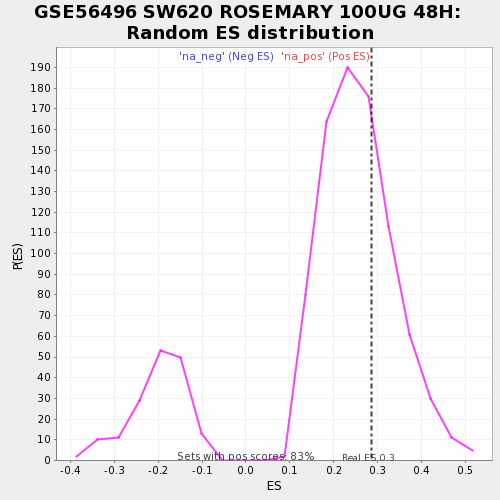 GSE56496 SW620 ROSEMARY 100UG 48H:
Random ES distribution
'na_neg' (Neg ES) 'na_pos' (Pos ES)
190
180
170
160
150
140
130
120
110
100
90
80
70
60
50
40
30
20
10
0
P(ES)
Sets with pos scores: 83%
Real ES 0.3
-0.4 -0.3 -0.2 -0.1 0.0 0.1 0.2 0.3 0.4 0.5
ES